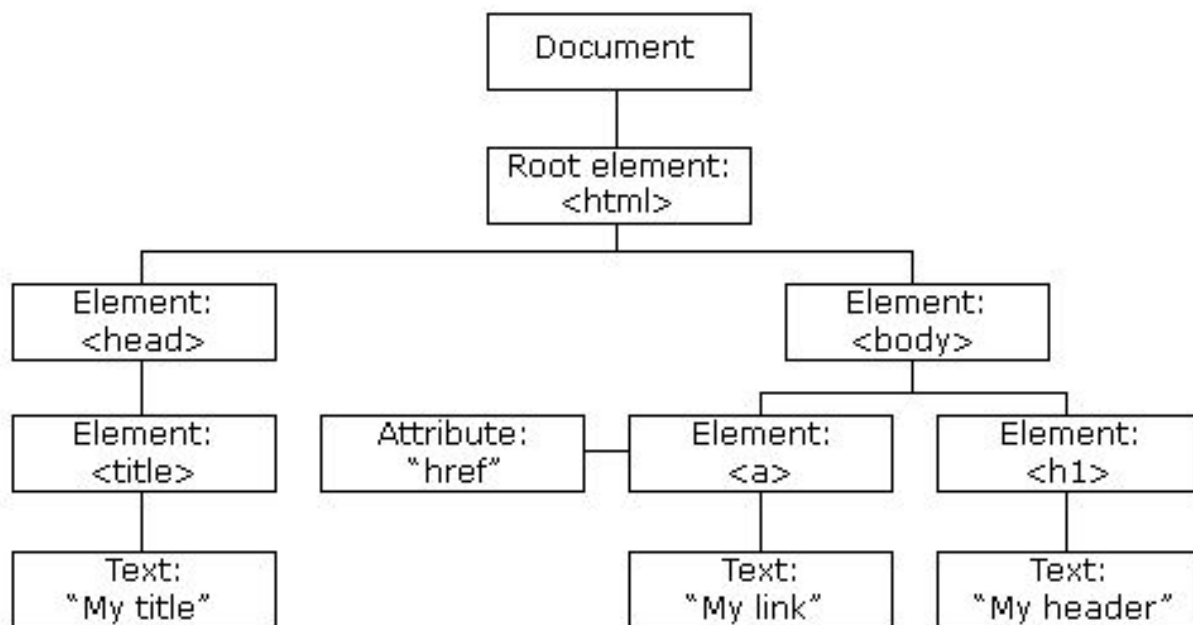 Document
Root element:
<html>
Element:
<head>
Element:
<body>
Element:
<title>
Attribute:
“href”
Element:
<a>
Element:
<h1>
Text:
“My title”
Text:
“My link”
Text:
“My header”